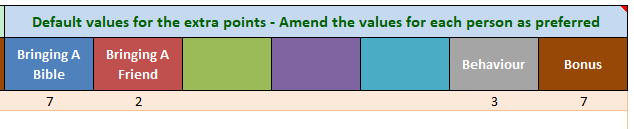 Default values for the extra points - Amend the values for each person as preferred
Bringing A Bible
Bringing A Friend
Behaviour
Bonus
7
2
3
7